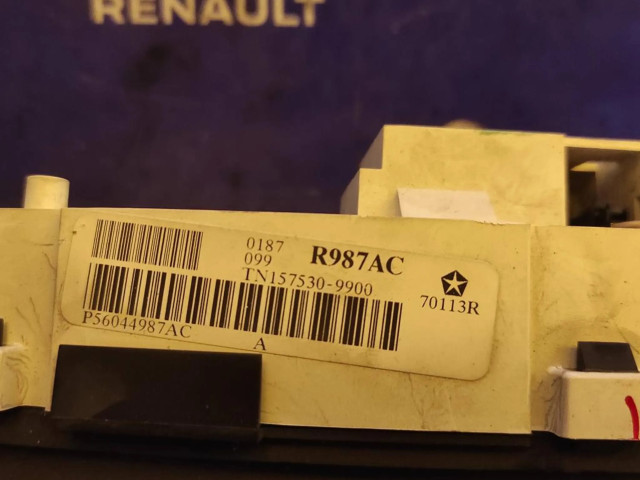 RENAULT
0187
099
R987AC
TN157530-9900
70113R
P56044987AC
A